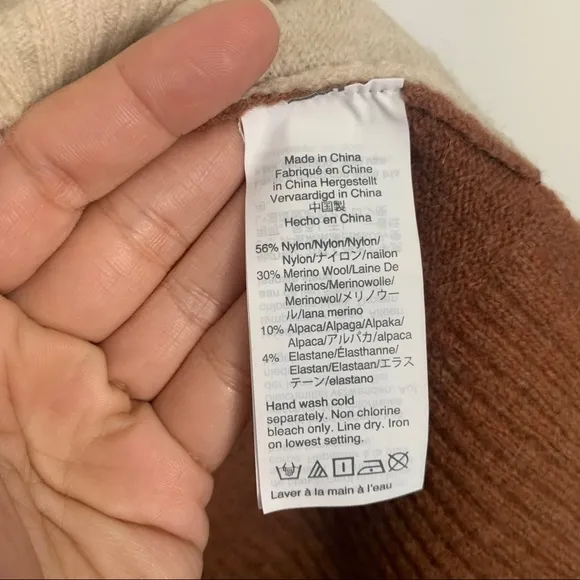 Made in China
Fabriqué en Chine
in China Hergestellt
Vervaardigd in China
中国製
Hecho en China
56% Nylon/Nylon/Nylon/
Nylon/ナイロン/nailon
30% Merino Wool/Laine De
Merinos/Merinowolle/
Merinowol/メリノウー
ル/lana merino
10% Alpaca/Alpaga/Alpaka/
Alpaca/アルパカ/alpaca
4% Elastane/Élasthanne/
Elastan/Elastaan/エラス
テーン/elastano
Hand wash cold
separately. Non chlorine
bleach only. Line dry. Iron
on lowest setting.
Laver à la main à l'eau